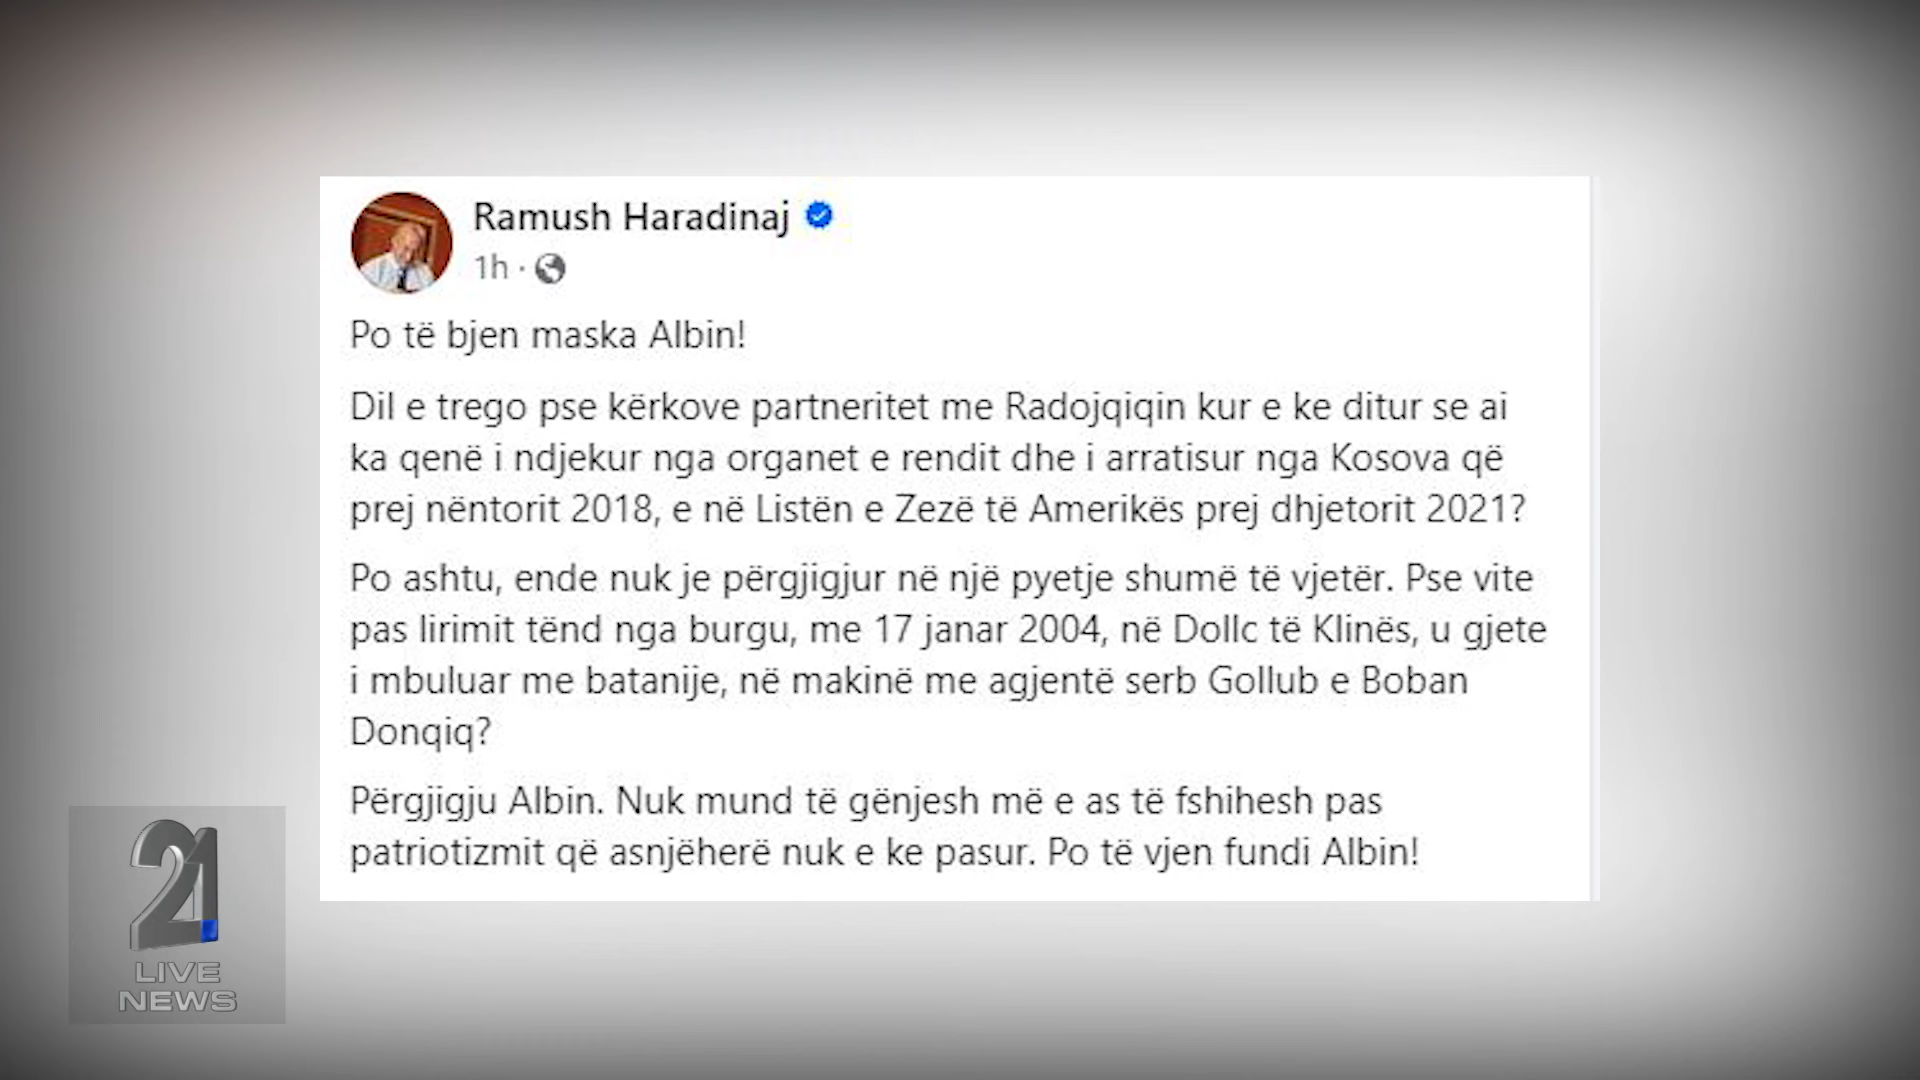 Ramush Haradinaj
1h ·
Po të bjen maska Albin!
Dil e trego pse kërkove partneritet me Radojqiqin kur e ke ditur se ai
ka qenë i ndjekur nga organet e rendit dhe i arratisur nga Kosova që
prej nëntorit 2018, e në Listën e Zezë të Amerikës prej dhjetorit 2021?
Po ashtu, ende nuk je përgjigjur në një pyetje shumë të vjetër. Pse vite
pas lirimit tënd nga burgu, me 17 janar 2004, në Dollc të Klinës, u gjete
i mbuluar me batanije, në makinë me agjentë serb Gollub e Boban
Donqiq?
Përgjigju Albin. Nuk mund të gënjesh më e as të fshihesh pas
patriotizmit që asnjëherë nuk e ke pasur. Po të vjen fundi Albin!
21
LIVE
NEWS